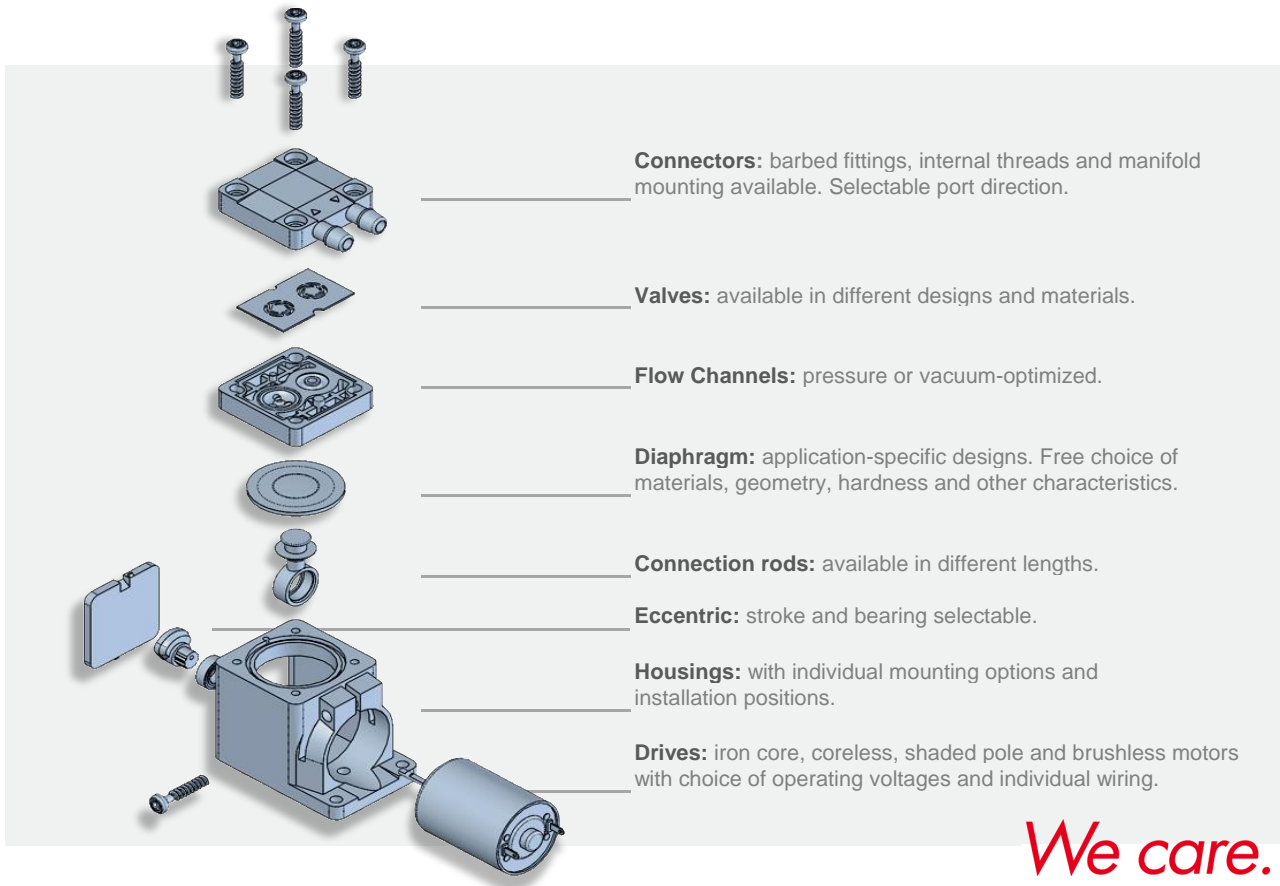 Connectors: barbed fittings, internal threads and manifold
mounting available. Selectable port direction.
Valves: available in different designs and materials.
Flow Channels: pressure or vacuum-optimized.
Diaphragm: application-specific designs. Free choice of
materials, geometry, hardness and other characteristics.
Connection rods: available in different lengths.
Eccentric: stroke and bearing selectable.
Housings: with individual mounting options and
installation positions.
Drives: iron core, coreless, shaded pole and brushless motors
with choice of operating voltages and individual wiring.
We care.